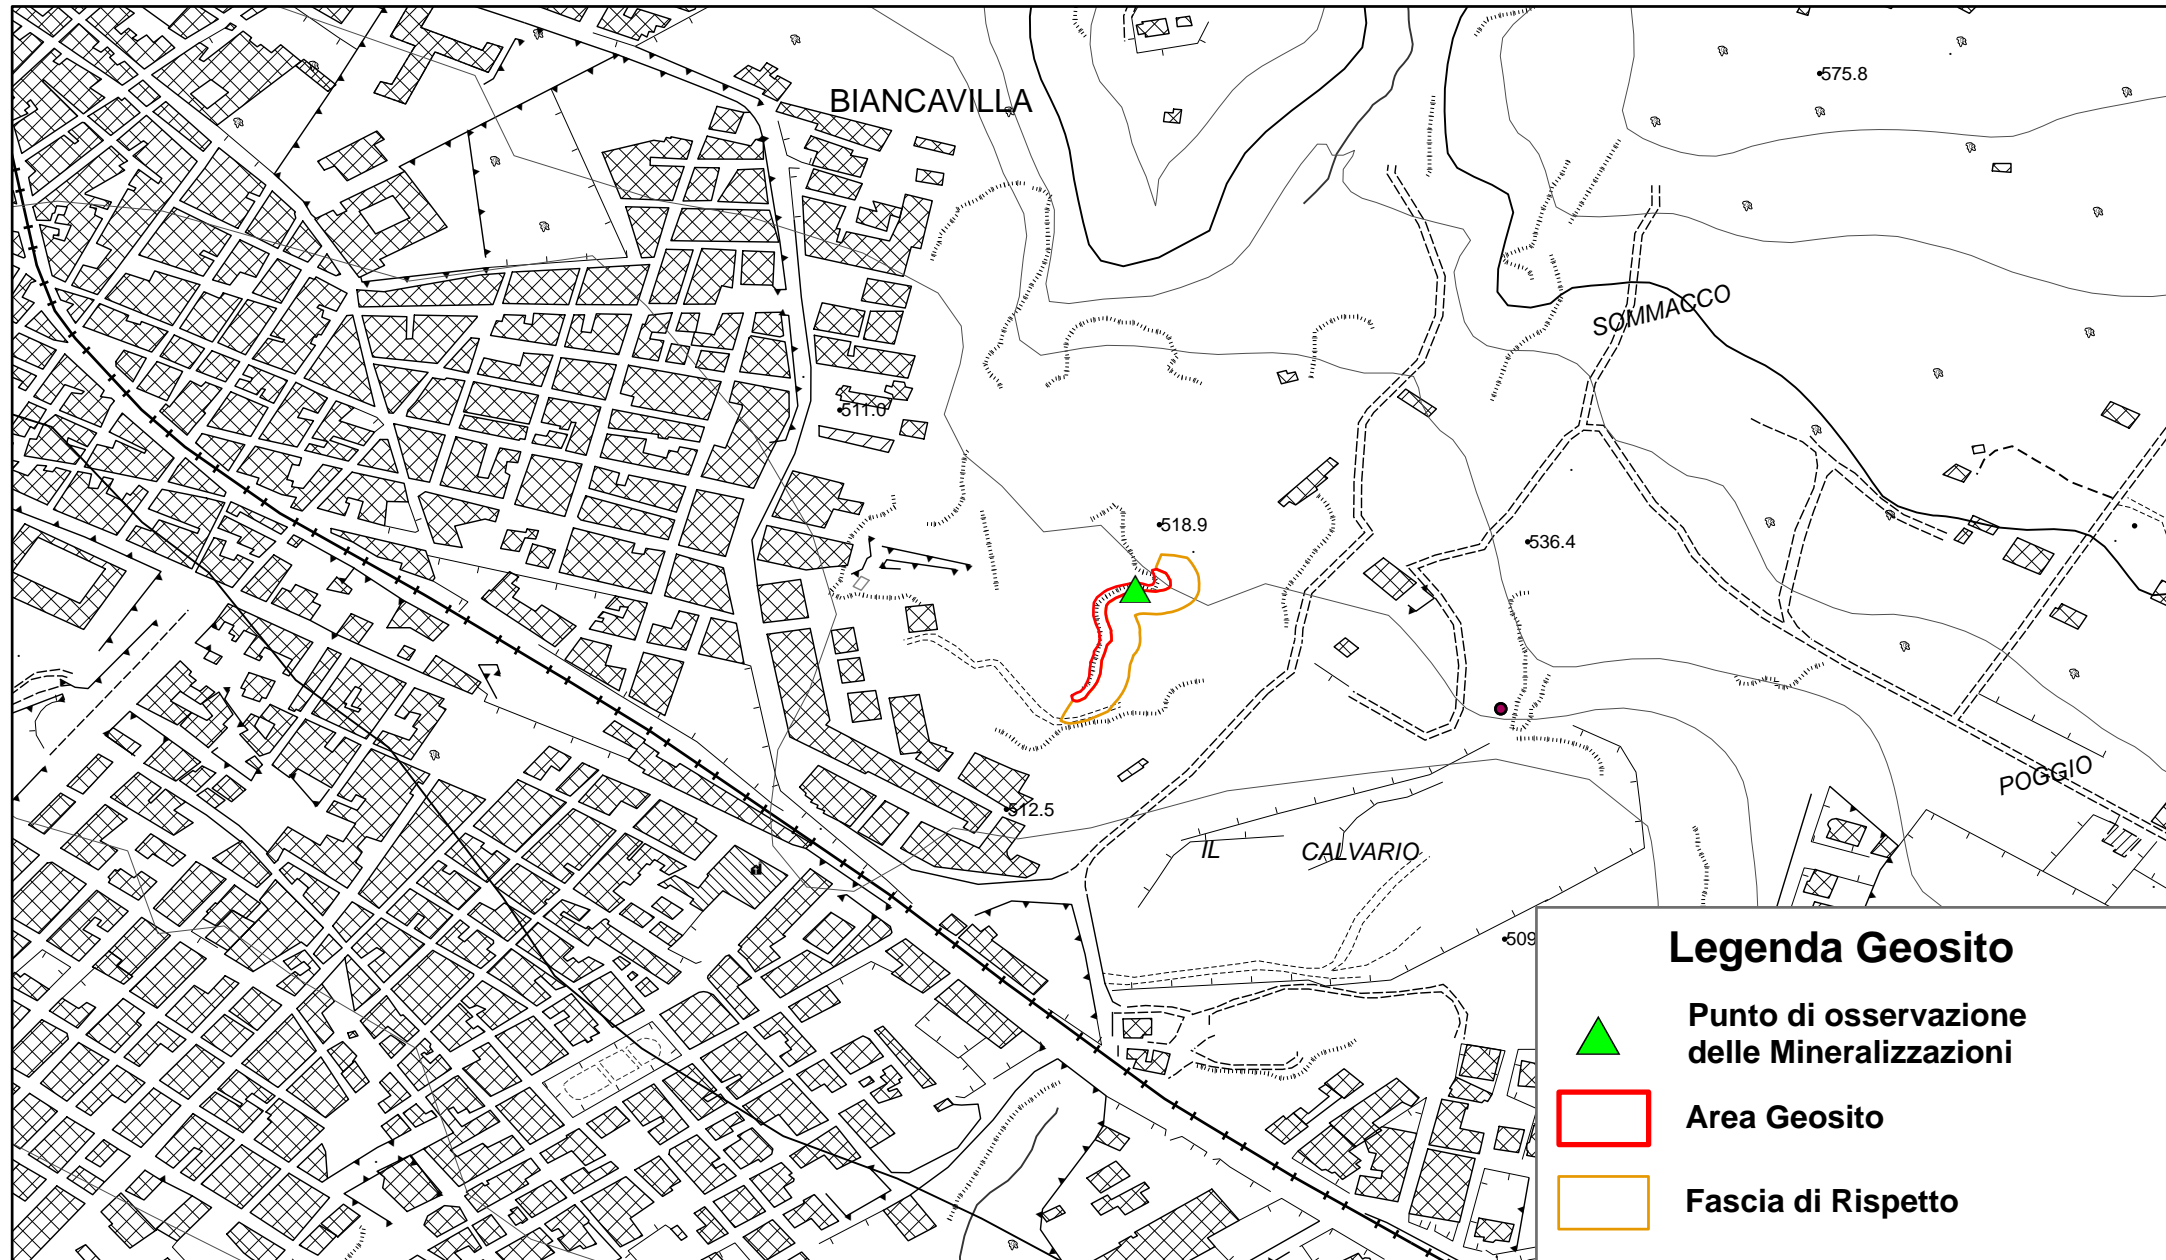 575.8
BIANCAVILLA
SOMMACCO
511.0
518.9
536.4
POGGIO
512.5
IL CALVARIO
509
Legenda Geosito
Punto di osservazione
delle Mineralizzazioni
Area Geosito
Fascia di Rispetto